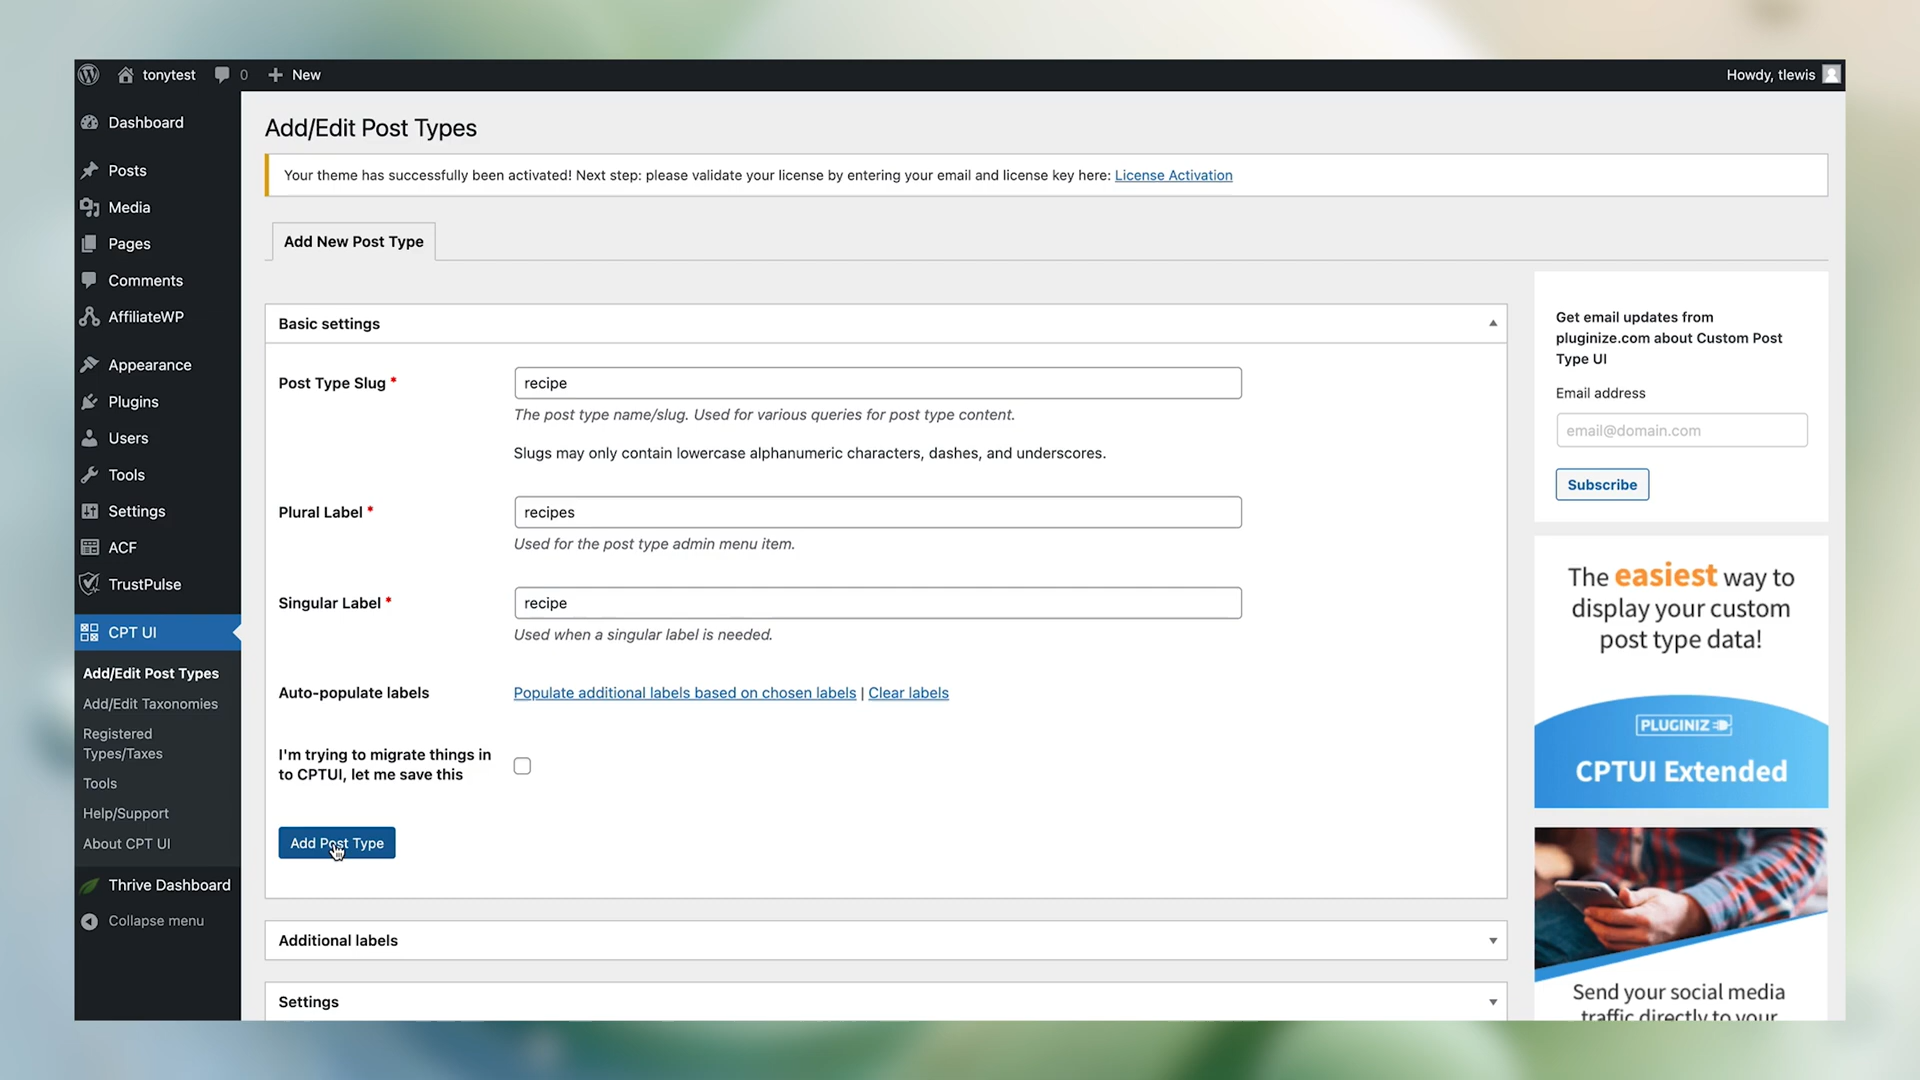 tonytest
0
New
Howdy, tlewis
Dashboard
Posts
Media
Pages
Comments
AffiliateWP
Appearance
Plugins
Users
Tools
Settings
ACF
TrustPulse
CPT UI
Add/Edit Post Types
Add/Edit Taxonomies
Registered
Types/Taxes
Tools
Help/Support
About CPT UI
Thrive Dashboard
Collapse menu
Add/Edit Post Types
Your theme has successfully been activated! Next step: please validate your license by entering your email and license key here: License Activation
Add New Post Type
Basic settings
Post Type Slug *
recipe
The post type name/slug. Used for various queries for post type content.
Slugs may only contain lowercase alphanumeric characters, dashes, and underscores.
Plural Label *
recipes
Used for the post type admin menu item.
Singular Label *
recipe
Used when a singular label is needed.
Auto-populate labels
Populate additional labels based on chosen labels | Clear labels
I'm trying to migrate things in
to CPTUI, let me save this
Add Post Type
Additional labels
Settings
Get email updates from
pluginize.com about Custom Post
Type UI
Email address
email@domain.com
Subscribe
The easiest way to
display your custom
post type data!
PLUGINIZ
CPTUI Extended
Send your social media
traffic directly to your